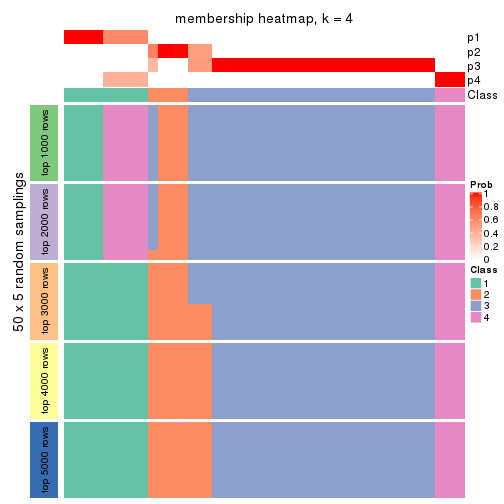 membership heatmap, k = 4
p1
p2
p3
p4
Class
50 x 5 random samplings
top 1000 rows
top 2000 rows
top 3000 rows
top 4000 rows
top 5000 rows
Prob
1
0.8
0.6
0.4
0.2
0
Class
1
2
3
4